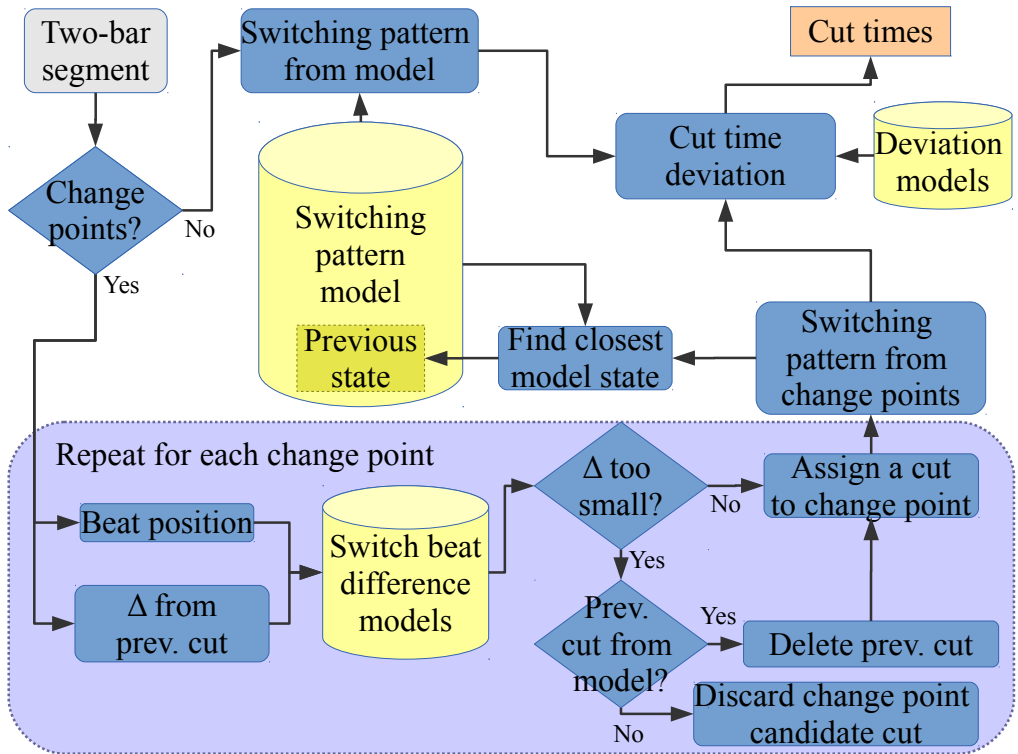 Two-bar
segment
Switching pattern
from model
Cut times
Change
points?
No
Yes
Switching
pattern
model
Previous
state
Cut time
deviation
Deviation
models
Find closest
model state
Switching
pattern from
change points
Repeat for each change point
Beat position
Δ from
prev. cut
Switch beat
difference
models
Δ too
small?
No
Yes
Assign a cut
to change point
Prev.
cut from
model?
Yes
No
Delete prev. cut
Discard change point
candidate cut